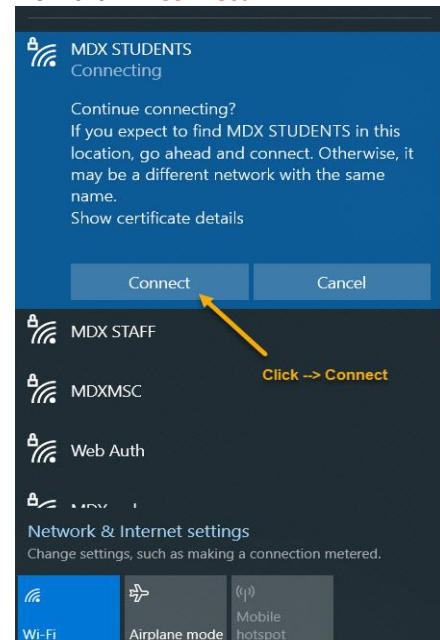 MDX STUDENTS
Connecting
Continue connecting?
If you expect to find MDX STUDENTS in this
location, go ahead and connect. Otherwise, it
may be a different network with the same
name.
Show certificate details
Connect
Cancel
MDX STAFF
Click --> Connect
MDXMSC
Web Auth
Network & Internet settings
Change settings, such as making a connection metered.
Wi-Fi
Airplane mode
Mobile
hotspot